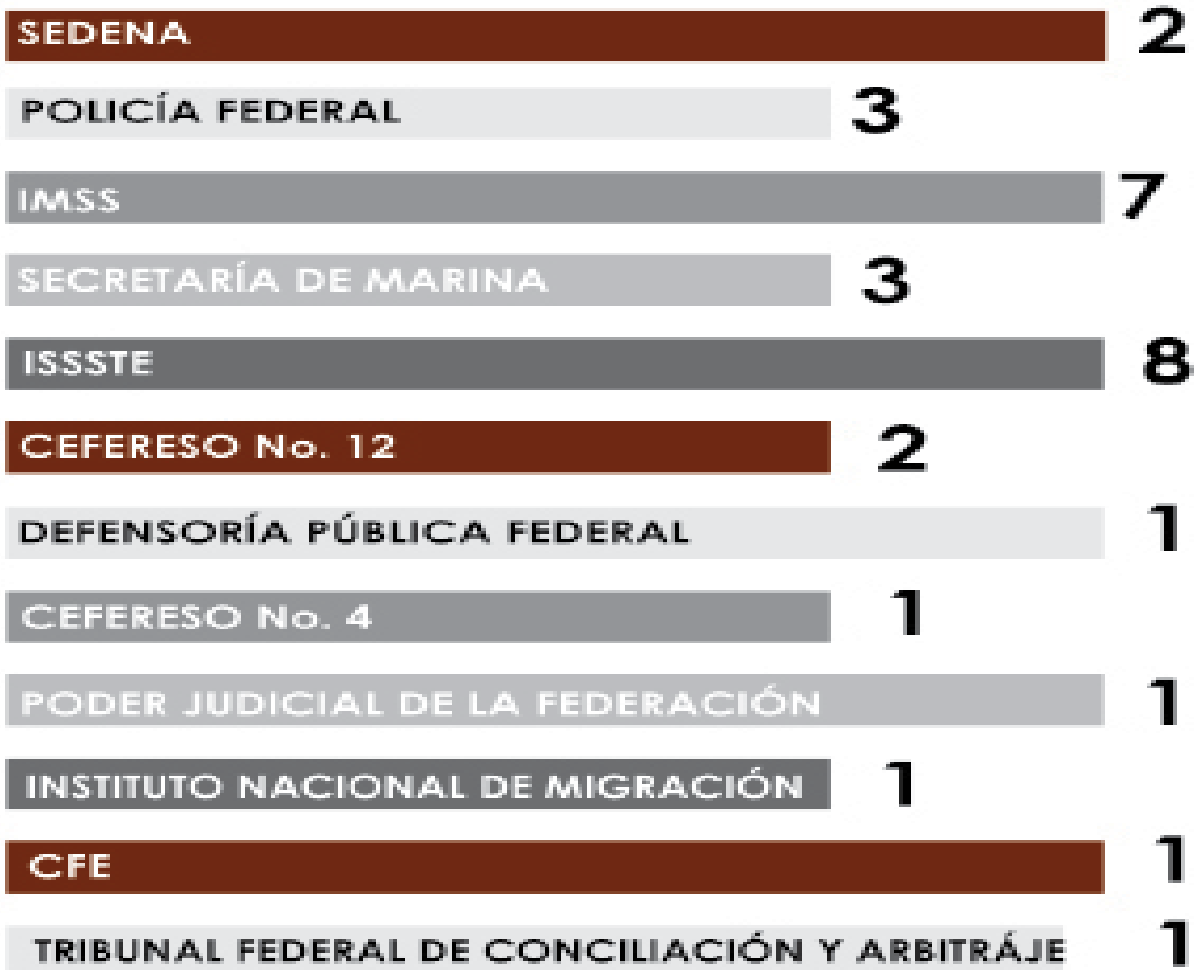 SEDENA 2
POLICÍA FEDERAL 3
IMSS 7
SECRETARÍA DE MARINA 3
ISSSTE 8
CEFERESO No. 12 2
DEFENSORÍA PÚBLICA FEDERAL 1
CEFERESO No. 4 1
PODER JUDICIAL DE LA FEDERACIÓN 1
INSTITUTO NACIONAL DE MIGRACIÓN 1
CFE 1
TRIBUNAL FEDERAL DE CONCILIACIÓN Y ARBITRÁJE 1